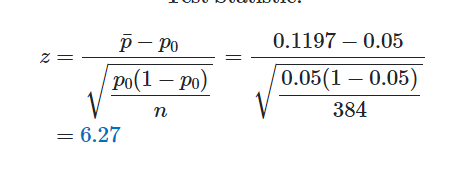 Test Statistic:
z = (p̄ − p₀) / √(p₀(1 − p₀) / n) = (0.1197 − 0.05) / √(0.05(1 − 0.05) / 384)
= 6.27